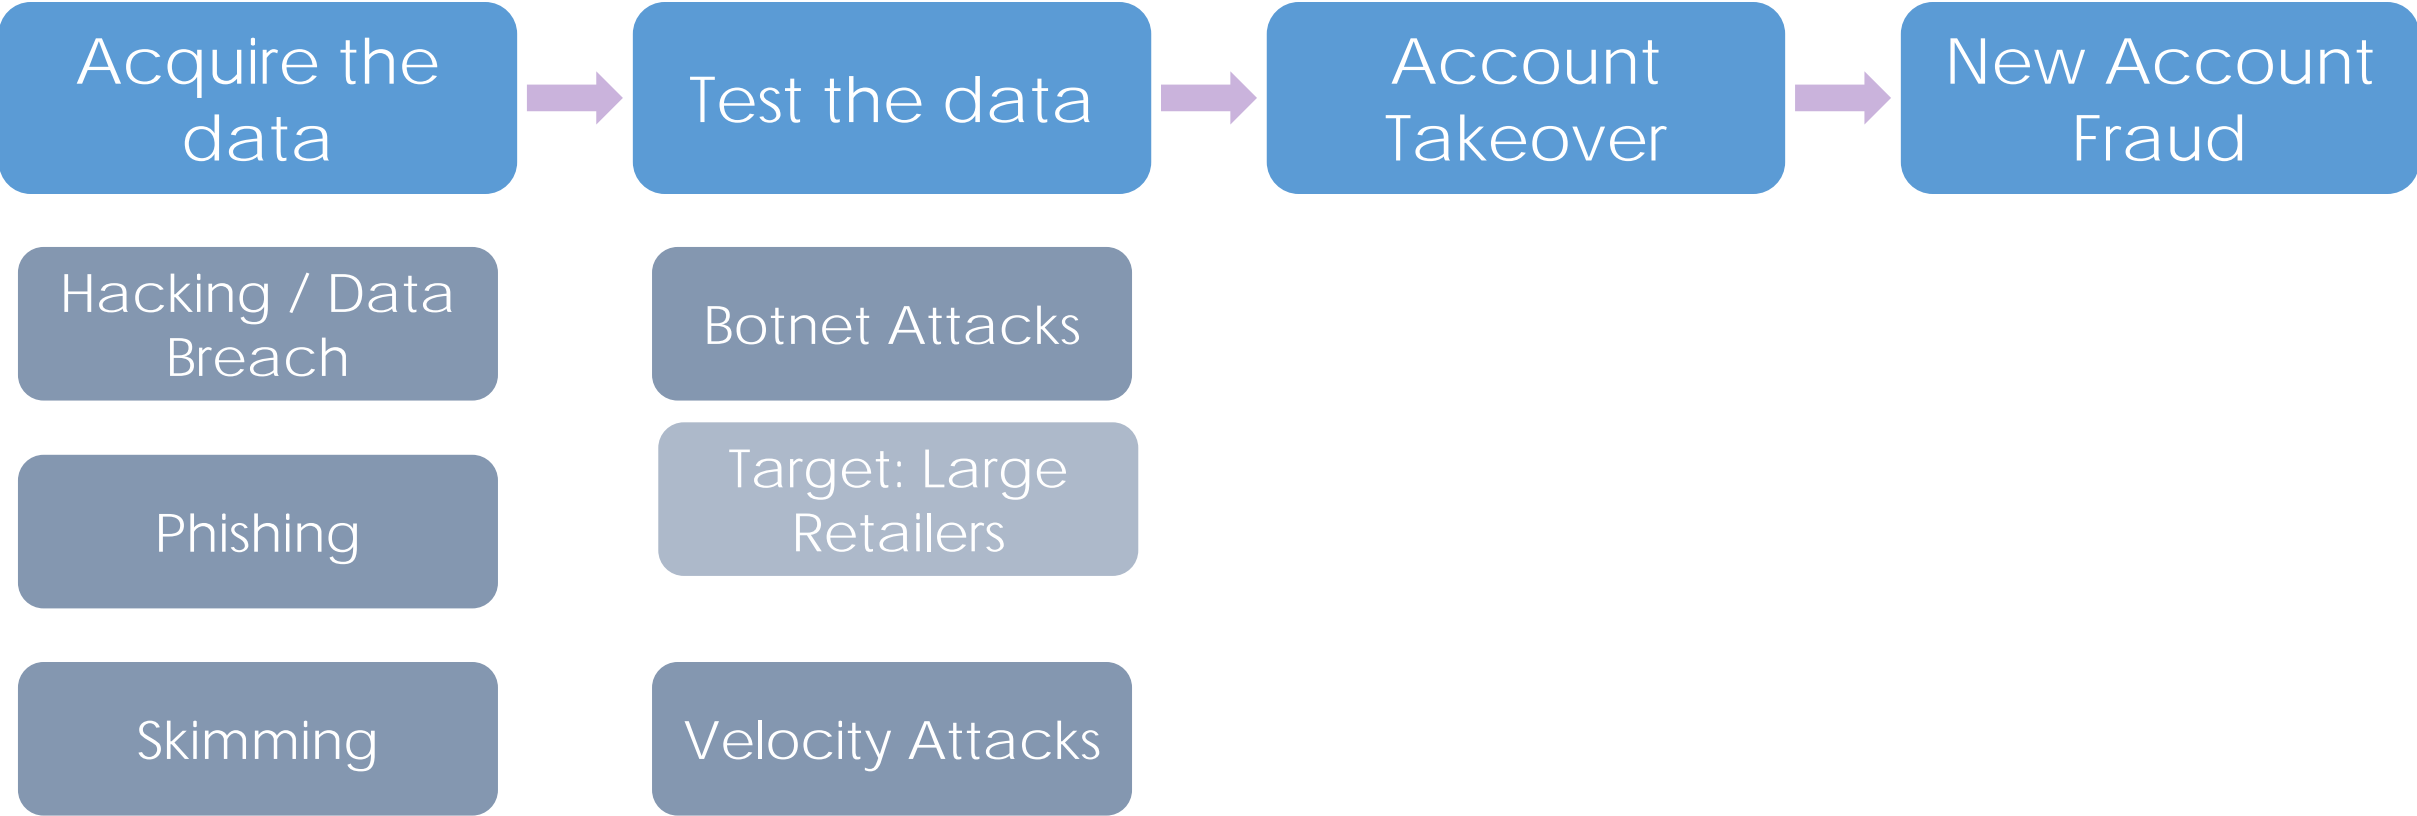 Acquire the
data
Test the data
Account
Takeover
New Account
Fraud
Hacking / Data
Breach
Phishing
Skimming
Botnet Attacks
Target: Large
Retailers
Velocity Attacks